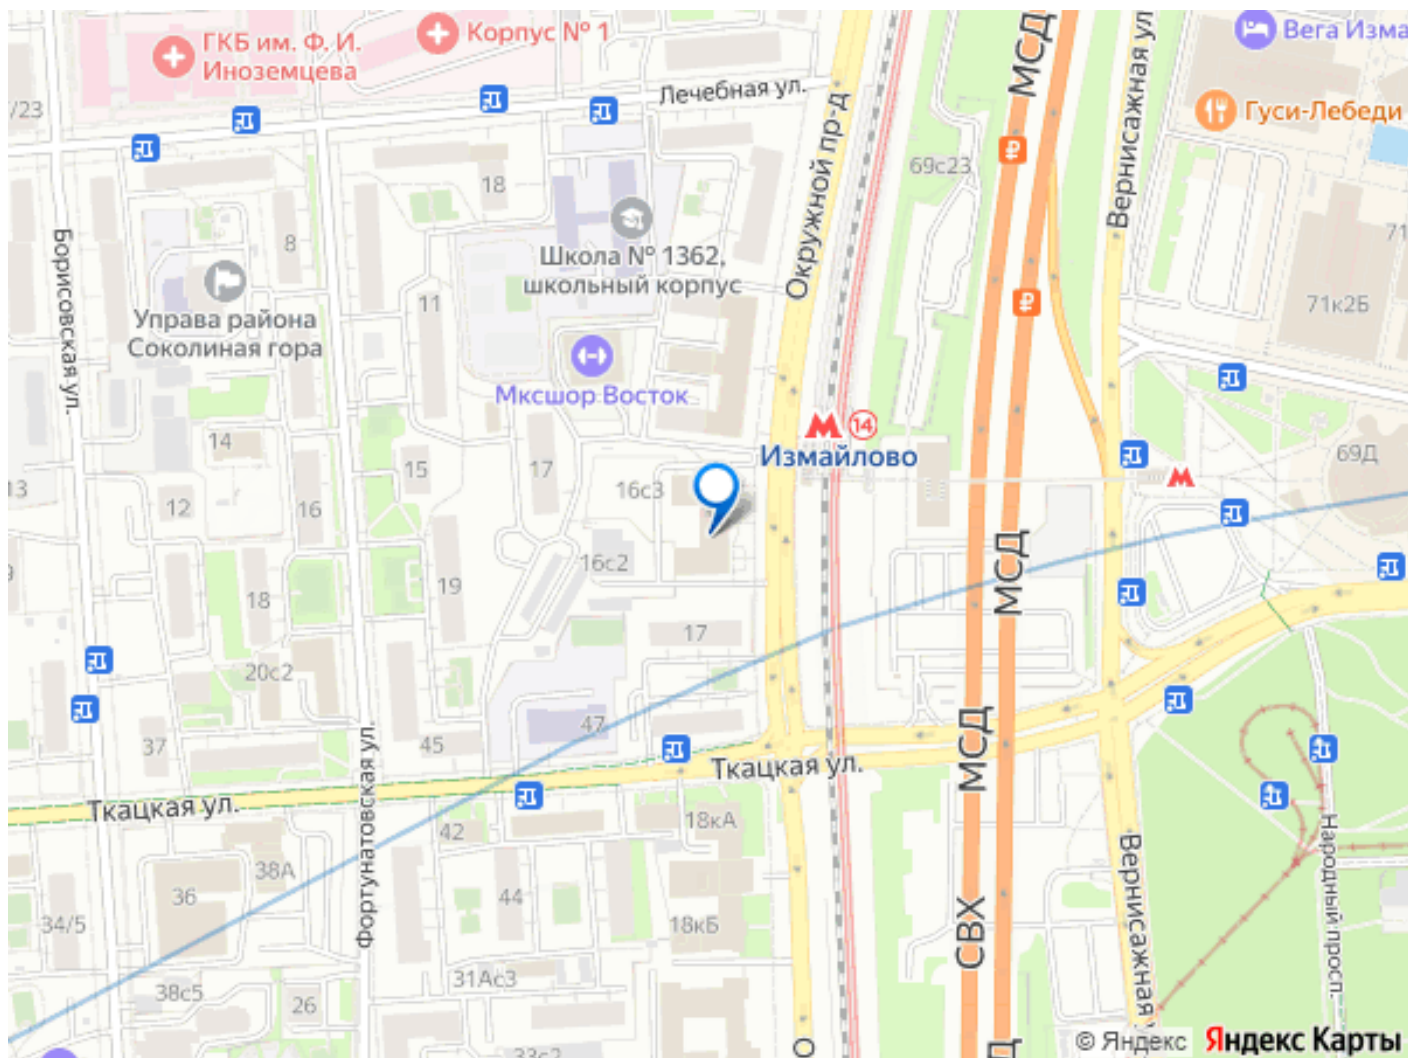 ГКБ им. Ф. И.
Иноземцева
Корпус № 1
МСД
Вернисажная ул.
Вега Изма
Гуси-Лебеди
/23
Лечебная ул.
Окружной пр-д
69с23
18
8
Школа № 1362,
школьный корпус
71
71к2Б
Борисовская ул.
Управа района
Соколиная гора
11
Мксшор Восток
14
Измайлово
14
15
17
16с3
69Д
13
12
16
16с2
МСД
18
19
17
20с2
37
45
47
МСД
Ткацкая ул.
Ткацкая ул.
Фортунатовская ул.
42
18кА
38А
36
44
34/5
18кБ
СВХ
Вернисажная
Народный просп.
31Ас3
38с5
26
33с2
© Яндекс Яндекс Карты